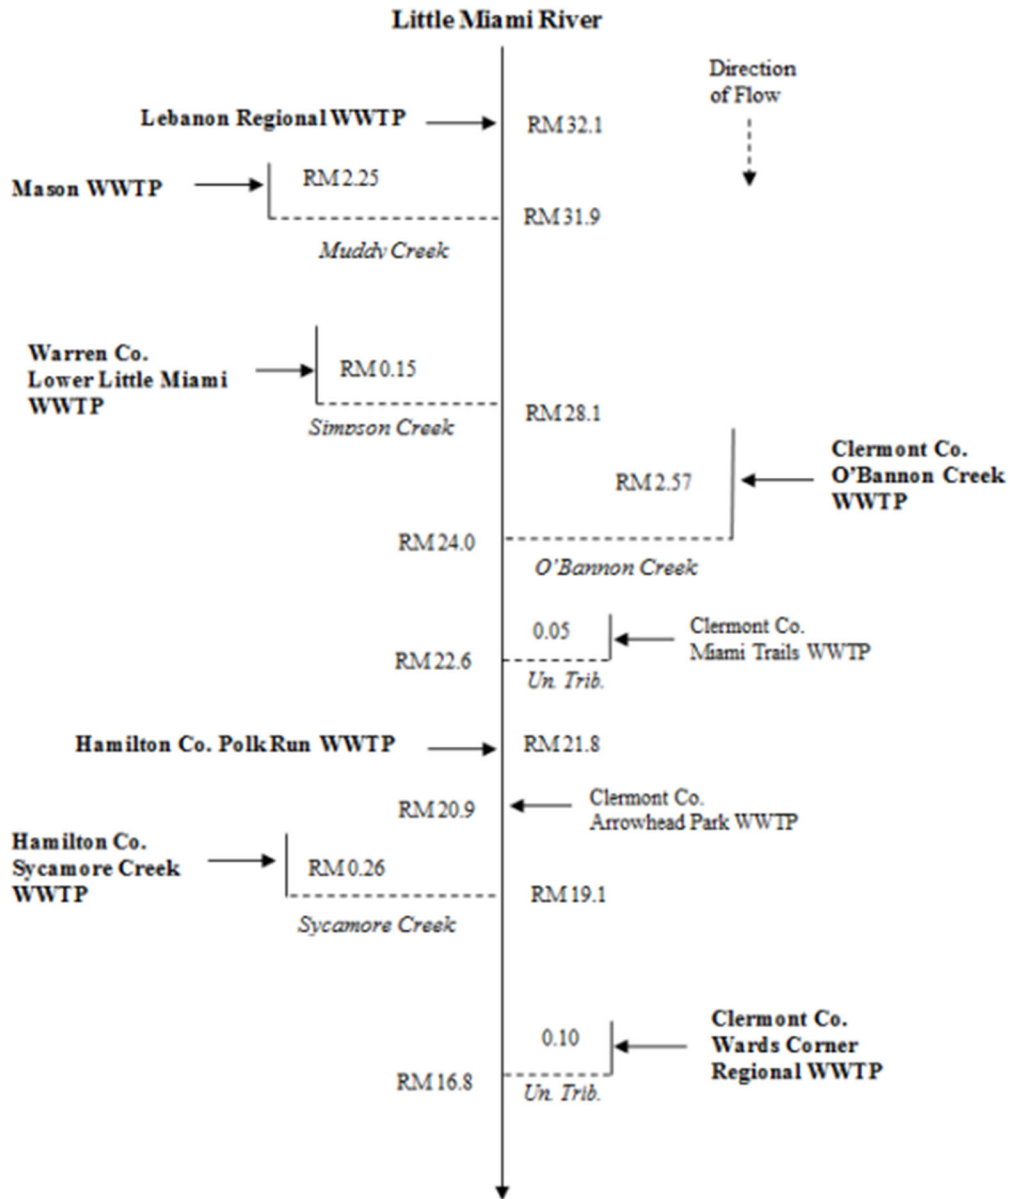 Little Miami River
Direction
of Flow
Lebanon Regional WWTP
RM 32.1
Mason WWTP
RM 2.25
RM 31.9
Muddy Creek
Warren Co.
Lower Little Miami
WWTP
RM 0.15
RM 28.1
Simpson Creek
Clermont Co.
O'Bannon Creek
WWTP
RM 2.57
RM 24.0
O'Bannon Creek
0.05
Clermont Co.
Miami Trails WWTP
RM 22.6
Un. Trib.
Hamilton Co. Polk Run WWTP
RM 21.8
RM 20.9
Clermont Co.
Arrowhead Park WWTP
Hamilton Co.
Sycamore Creek
WWTP
RM 0.26
RM 19.1
Sycamore Creek
0.10
Clermont Co.
Wards Corner
Regional WWTP
RM 16.8
Un. Trib.